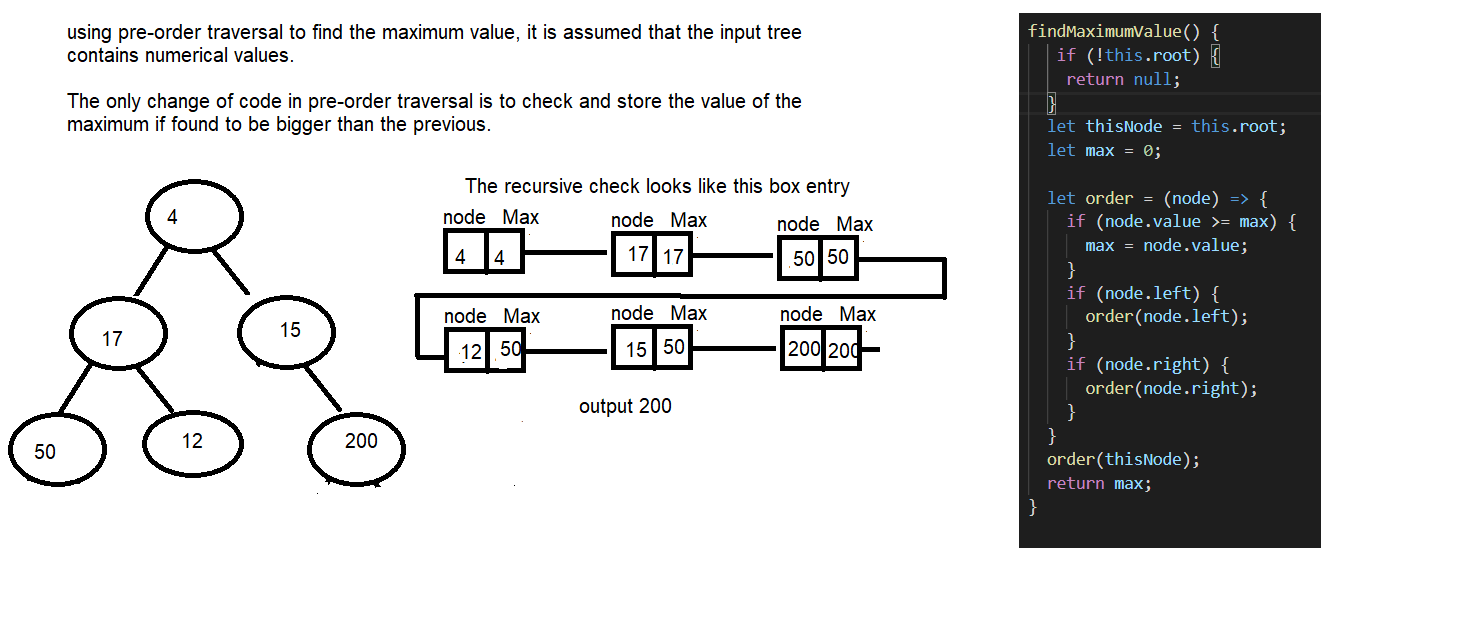 using pre-order traversal to find the maximum value, it is assumed that the input tree
contains numerical values.
The only change of code in pre-order traversal is to check and store the value of the
maximum if found to be bigger than the previous.
4
17
15
50
12
200
The recursive check looks like this box entry
node Max
4 4
node Max
17 17
node Max
50 50
node Max
12 50
node Max
15 50
node Max
200 200
output 200
findMaximumValue() {
if (!this.root) {
return null;
}
let thisNode = this.root;
let max = 0;
let order = (node) => {
if (node.value >= max) {
max = node.value;
}
if (node.left) {
order(node.left);
}
if (node.right) {
order(node.right);
}
}
order(thisNode);
return max;
}